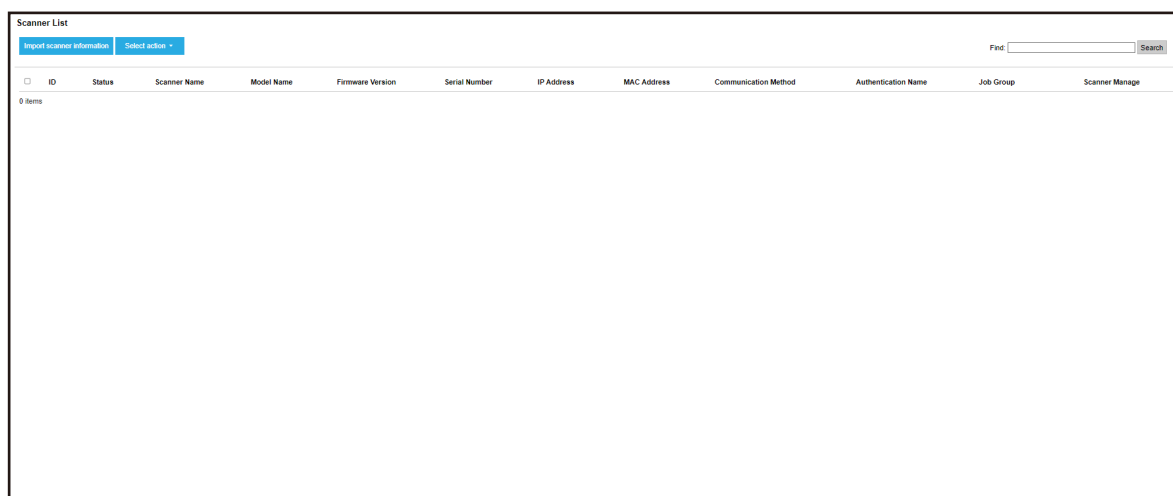 Scanner List
Import scanner information Select action
Find: Search
ID Status Scanner Name Model Name Firmware Version Serial Number IP Address MAC Address Communication Method Authentication Name Job Group Scanner Manage
0 items